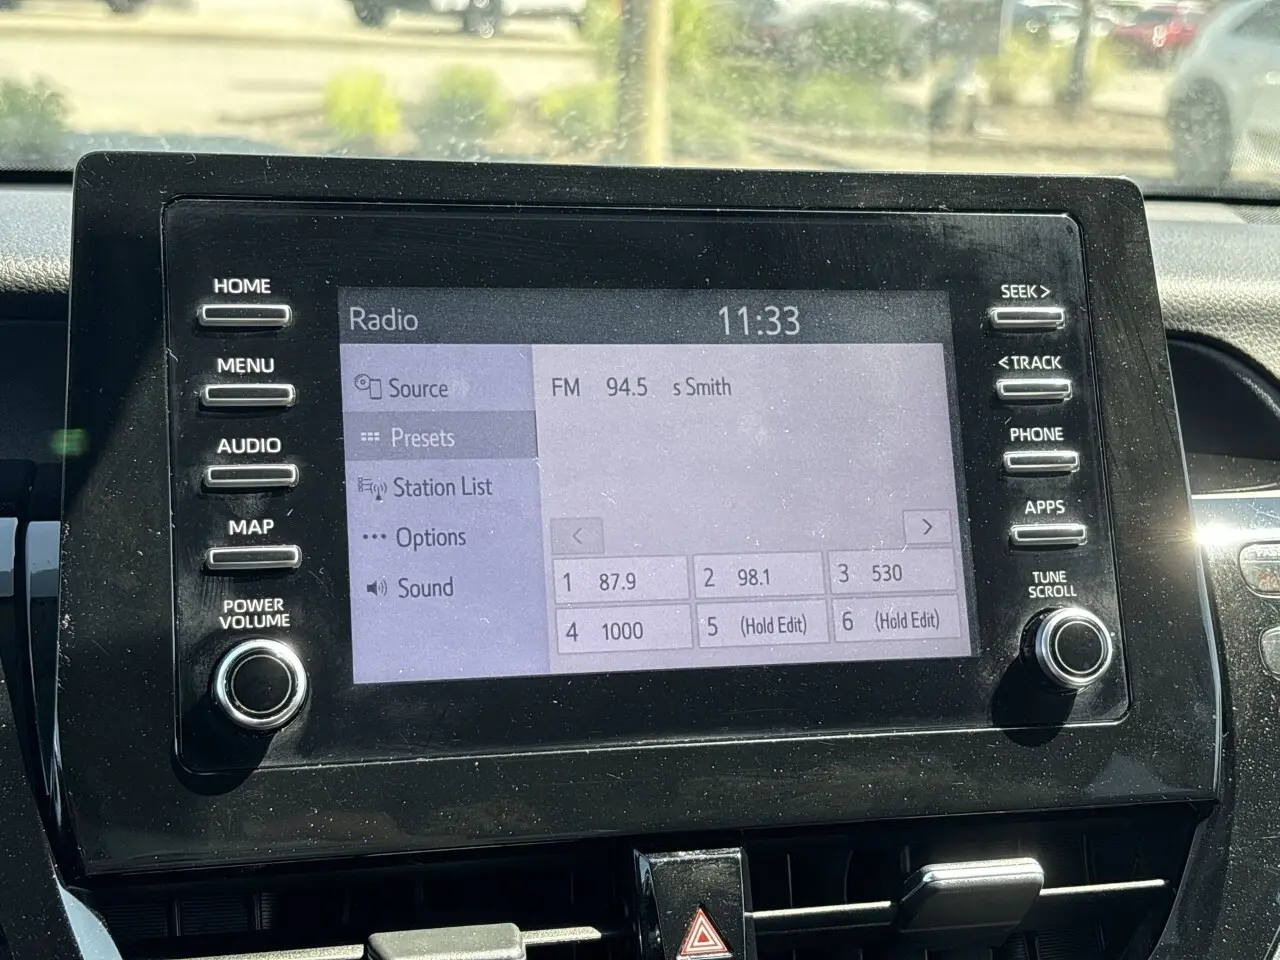 HOME
MENU
AUDIO
MAP
POWER
VOLUME
Radio 11:33
Source
Presets
Station List
Options
Sound
FM 94.5 s Smith
<
>
1 87.9 2 98.1 3 530
4 1000 5 (Hold Edit) 6 (Hold Edit)
SEEK >
< TRACK
PHONE
APPS
TUNE
SCROLL